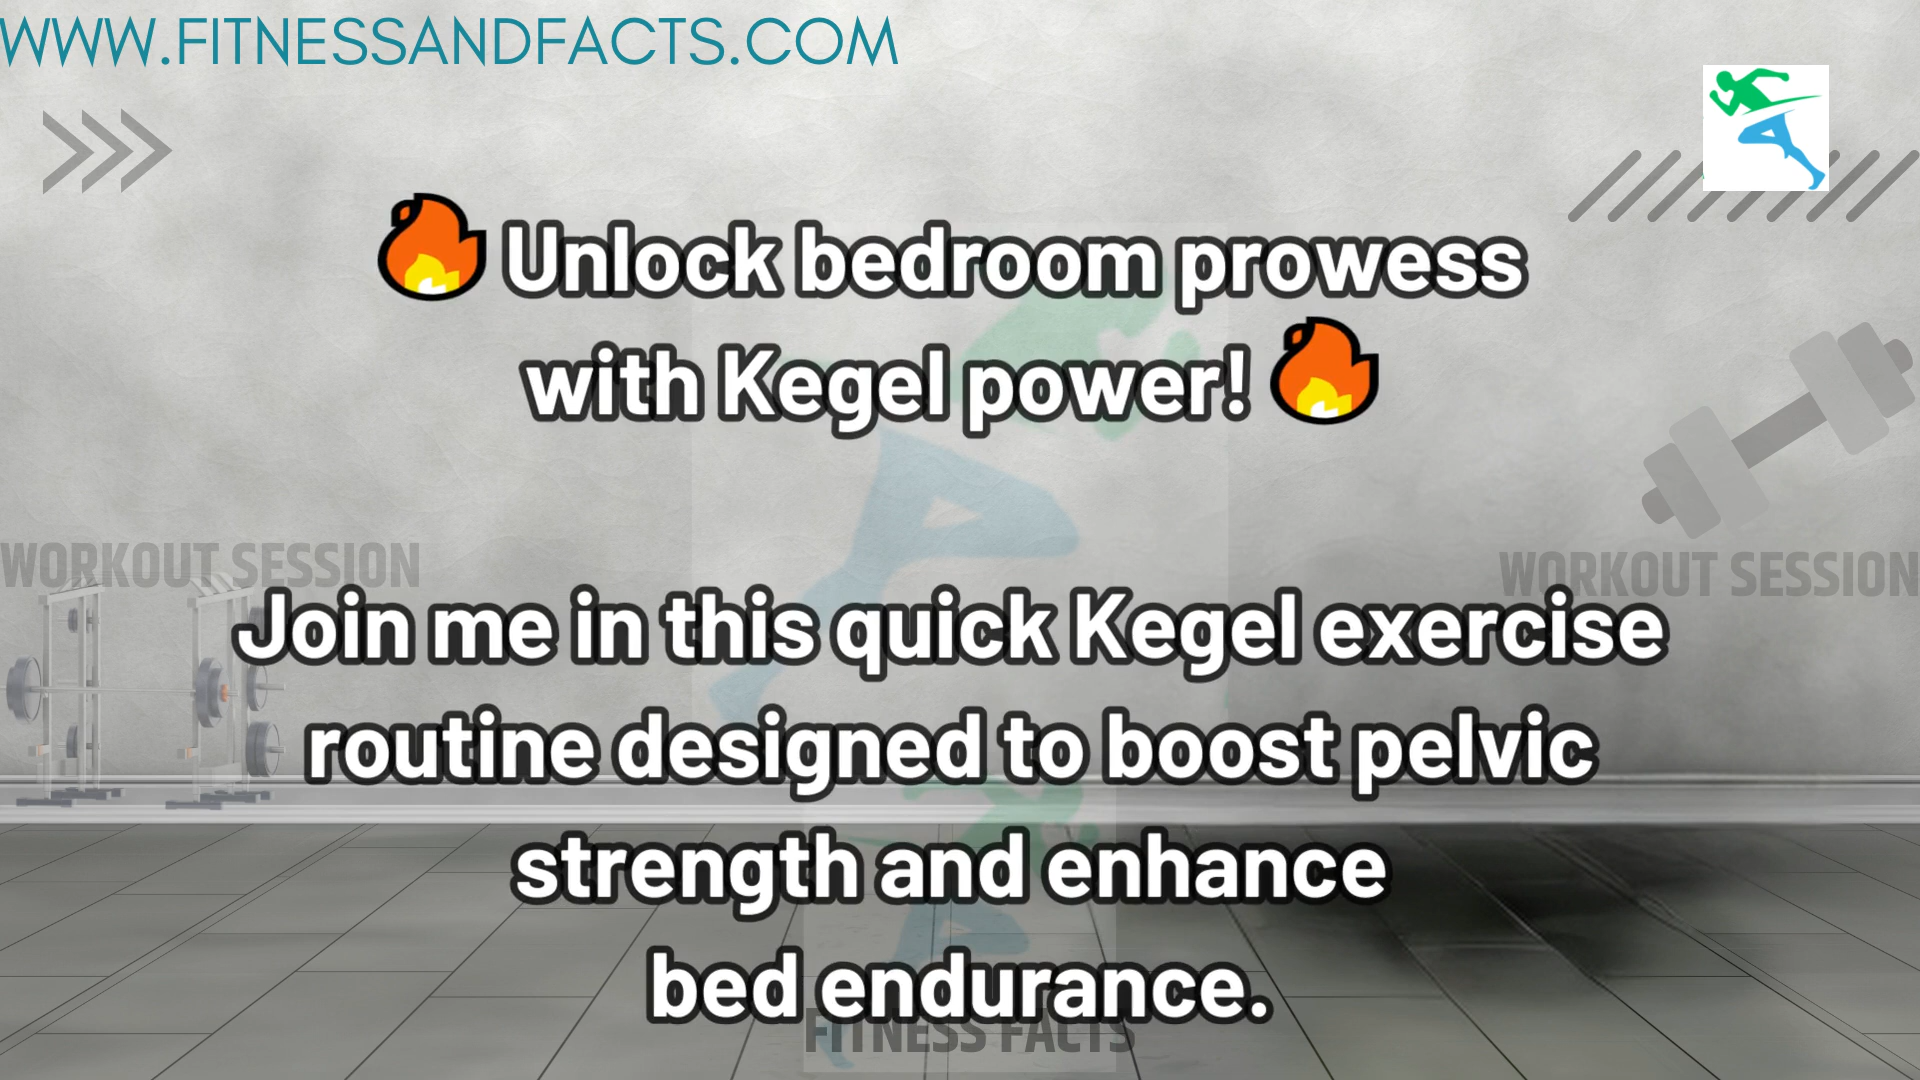 WWW.FITNESSANDFACTS.COM
🔥 Unlock bedroom prowess
with Kegel power! 🔥
WORKOUT SESSION
WORKOUT SESSION
Join me in this quick Kegel exercise
routine designed to boost pelvic
strength and enhance
bed endurance.
FITNESS FACTS